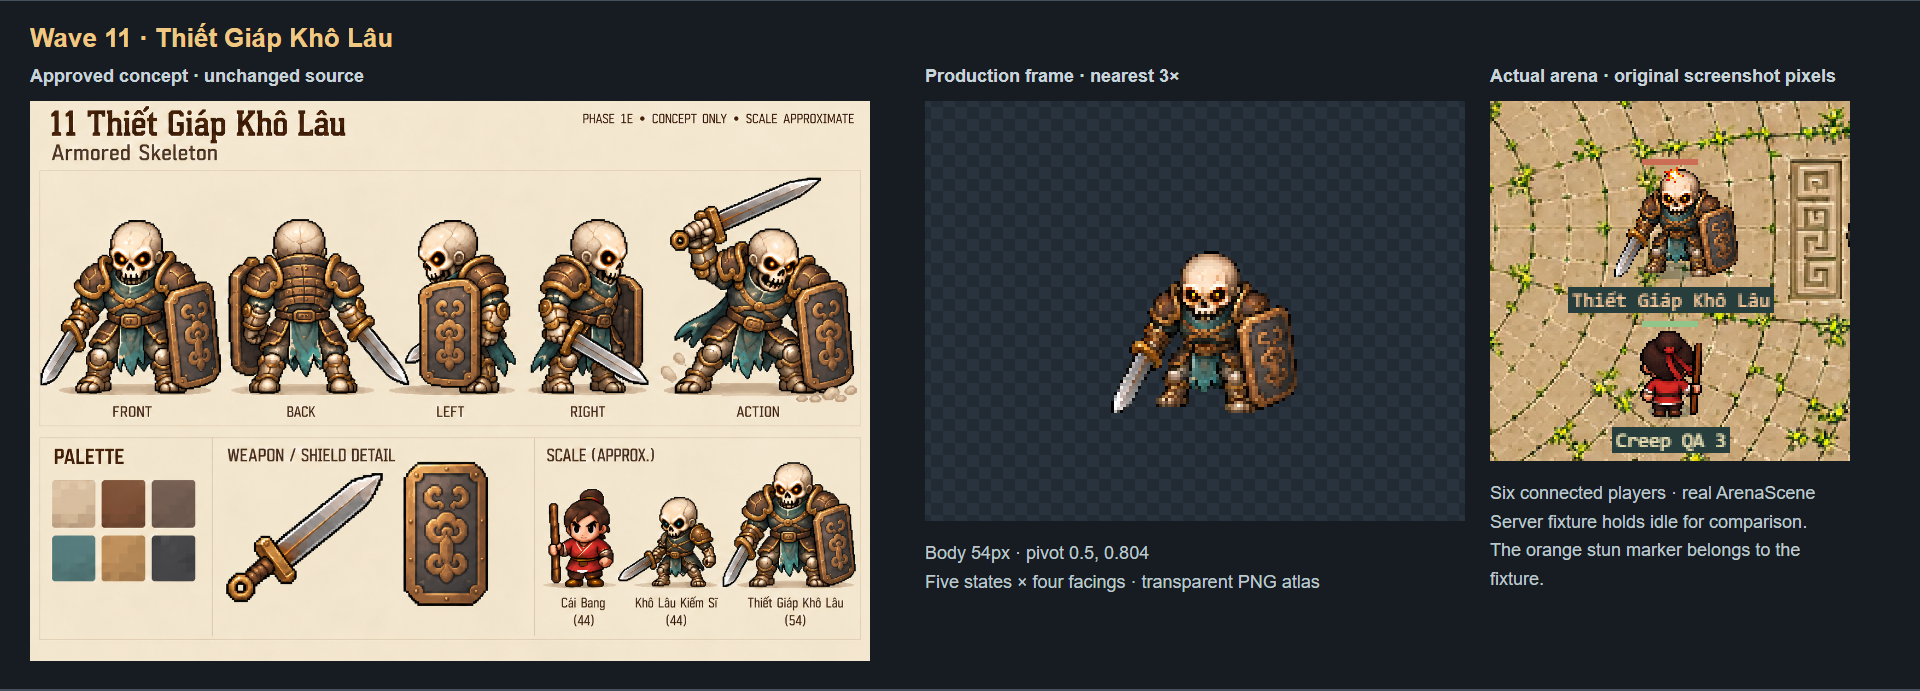 Wave 11 · Thiết Giáp Khô Lâu
Approved concept · unchanged source
Production frame · nearest 3×
Actual arena · original screenshot pixels
11 Thiết Giáp Khô Lâu
Armored Skeleton
PHASE 1E • CONCEPT ONLY • SCALE APPROXIMATE
FRONT
BACK
LEFT
RIGHT
ACTION
PALETTE
WEAPON / SHIELD DETAIL
SCALE (APPROX.)
Cái Bang
(44)
Khô Lâu Kiếm Sĩ
(44)
Thiết Giáp Khô Lâu
(54)
Body 54px · pivot 0.5, 0.804
Five states × four facings · transparent PNG atlas
Thiết Giáp Khô Lâu
Creep QA 3
Six connected players · real ArenaScene
Server fixture holds idle for comparison.
The orange stun marker belongs to the
fixture.